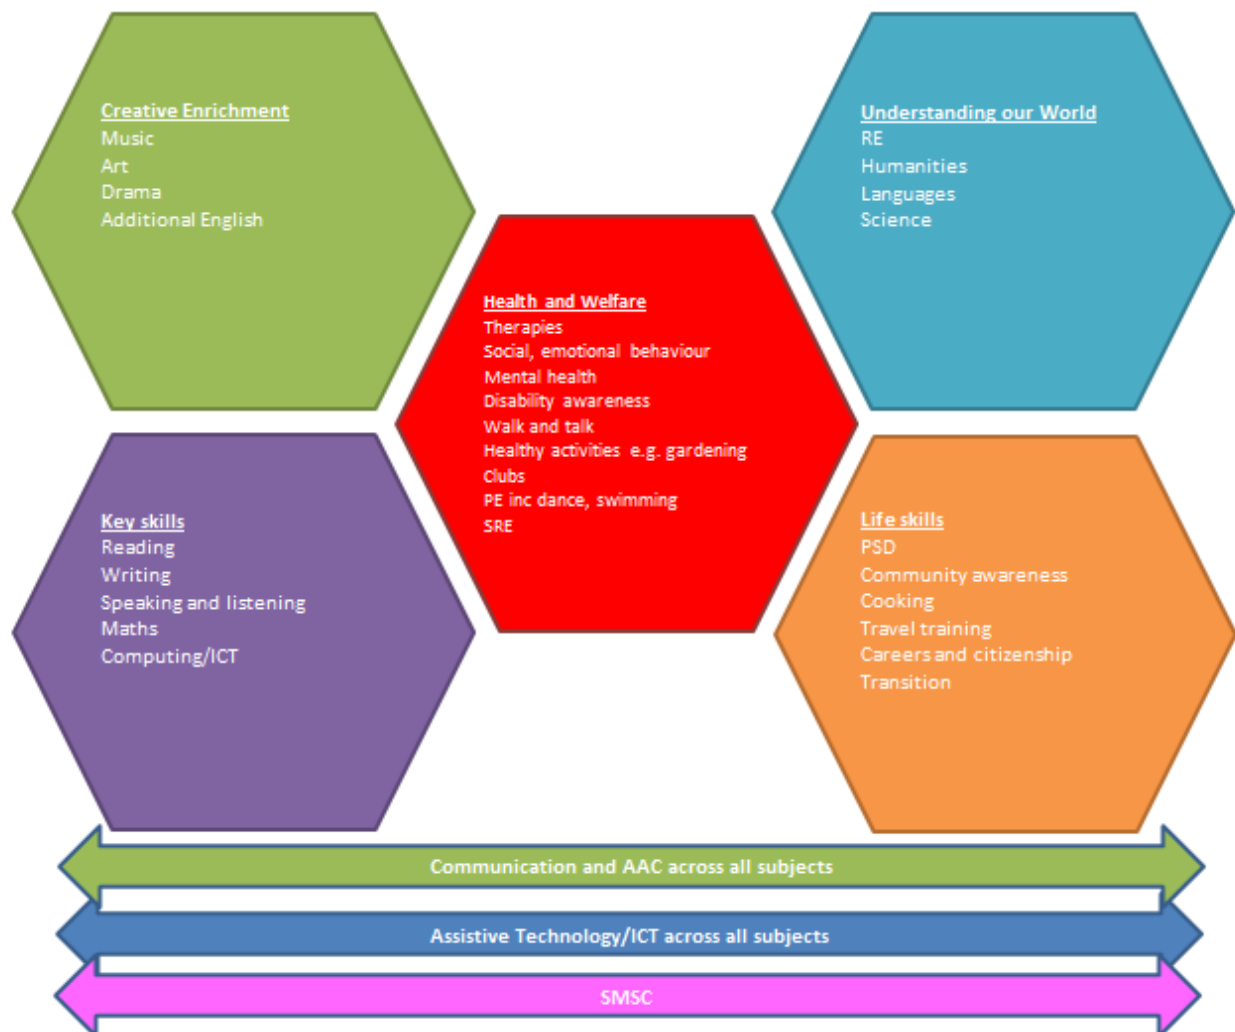 Creative Enrichment
Music
Art
Drama
Additional English
Understanding our World
RE
Humanities
Languages
Science
Health and Welfare
Therapies
Social, emotional behaviour
Mental health
Disability awareness
Walk and talk
Healthy activities e.g. gardening
Clubs
PE inc dance, swimming
SRE
Key skills
Reading
Writing
Speaking and listening
Maths
Computing/ICT
Life skills
PSD
Community awareness
Cooking
Travel training
Careers and citizenship
Transition
Communication and AAC across all subjects
Assistive Technology/ICT across all subjects
SMSC